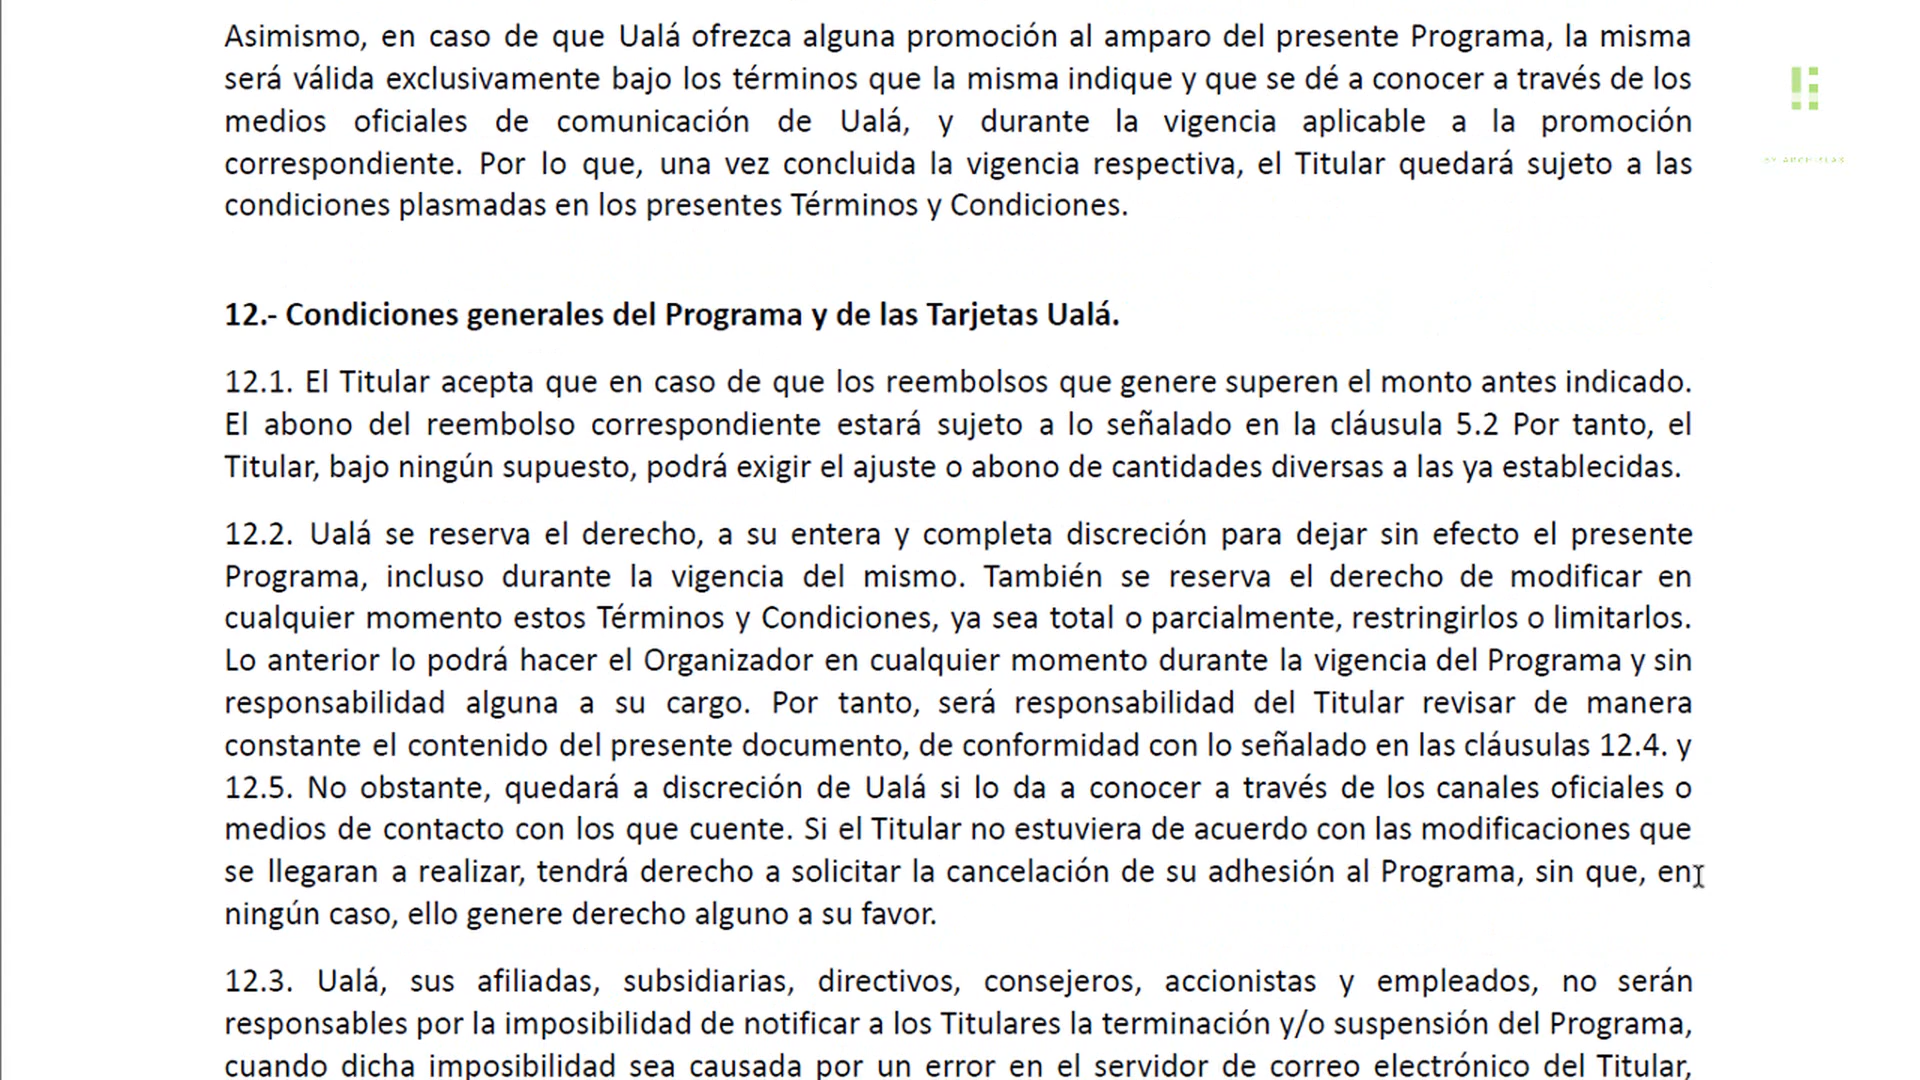 Asimismo, en caso de que Ualá ofrezca alguna promoción al amparo del presente Programa, la misma
será válida exclusivamente bajo los términos que la misma indique y que se dé a conocer a través de los
medios oficiales de comunicación de Ualá, y durante la vigencia aplicable a la promoción
correspondiente. Por lo que, una vez concluida la vigencia respectiva, el Titular quedará sujeto a las
condiciones plasmadas en los presentes Términos y Condiciones.
12.- Condiciones generales del Programa y de las Tarjetas Ualá.
12.1. El Titular acepta que en caso de que los reembolsos que genere superen el monto antes indicado.
El abono del reembolso correspondiente estará sujeto a lo señalado en la cláusula 5.2 Por tanto, el
Titular, bajo ningún supuesto, podrá exigir el ajuste o abono de cantidades diversas a las ya establecidas.
12.2. Ualá se reserva el derecho, a su entera y completa discreción para dejar sin efecto el presente
Programa, incluso durante la vigencia del mismo. También se reserva el derecho de modificar en
cualquier momento estos Términos y Condiciones, ya sea total o parcialmente, restringirlos o limitarlos.
Lo anterior lo podrá hacer el Organizador en cualquier momento durante la vigencia del Programa y sin
responsabilidad alguna a su cargo. Por tanto, será responsabilidad del Titular revisar de manera
constante el contenido del presente documento, de conformidad con lo señalado en las cláusulas 12.4. y
12.5. No obstante, quedará a discreción de Ualá si lo da a conocer a través de los canales oficiales o
medios de contacto con los que cuente. Si el Titular no estuviera de acuerdo con las modificaciones que
se llegaran a realizar, tendrá derecho a solicitar la cancelación de su adhesión al Programa, sin que, en
ningún caso, ello genere derecho alguno a su favor.
12.3. Ualá, sus afiliadas, subsidiarias, directivos, consejeros, accionistas y empleados, no serán
responsables por la imposibilidad de notificar a los Titulares la terminación y/o suspensión del Programa,
cuando dicha imposibilidad sea causada por un error en el servidor de correo electrónico del Titular,